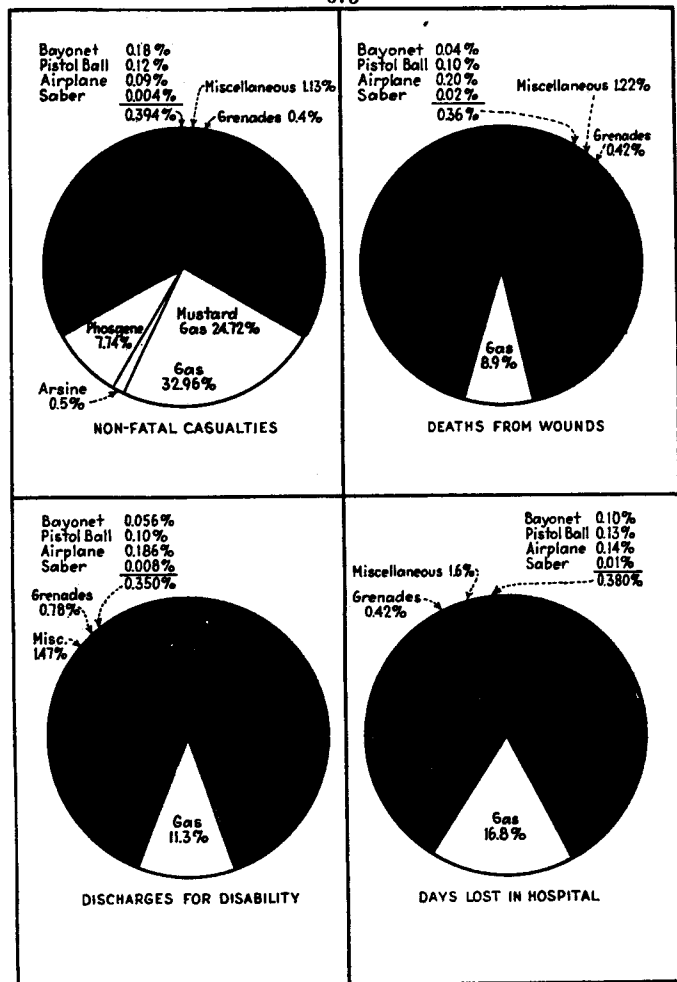 Bayonet 0.18%
Pistol Ball 0.12%
Airplane 0.09%
Saber 0.004%
0.394%
Miscellaneous 1.13%
Grenades 0.4%
Phosgene
7.74%
Mustard
Gas 24.72%
Gas
32.96%
Arsine
0.5%
NON-FATAL CASUALTIES
Bayonet 0.04%
Pistol Ball 0.10%
Airplane 0.20%
Saber 0.02%
0.36%
Miscellaneous 1.22%
Grenades
0.42%
Gas
8.9%
DEATHS FROM WOUNDS
Bayonet 0.056%
Pistol Ball 0.10%
Airplane 0.186%
Saber 0.008%
0.350%
Grenades
0.78%
Misc.
1.47%
Gas
11.3%
DISCHARGES FOR DISABILITY
Bayonet 0.10%
Pistol Ball 0.13%
Airplane 0.14%
Saber 0.01%
0.380%
Miscellaneous 1.6%
Grenades
0.42%
Gas
16.8%
DAYS LOST IN HOSPITAL